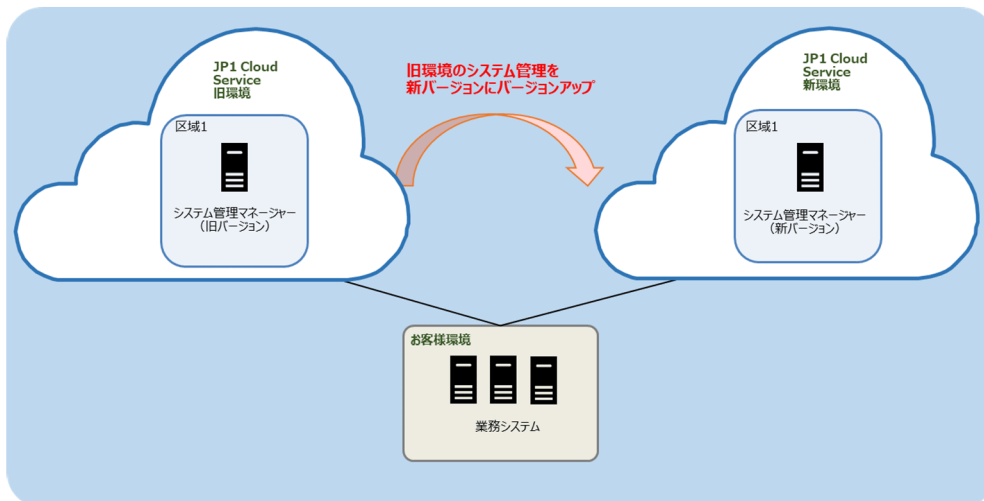 JP1 Cloud
Service
旧環境
区域1
システム管理マネージャー
（旧バージョン）
旧環境のシステム管理を
新バージョンにバージョンアップ
JP1 Cloud
Service
新環境
区域1
システム管理マネージャー
（新バージョン）
お客様環境
業務システム